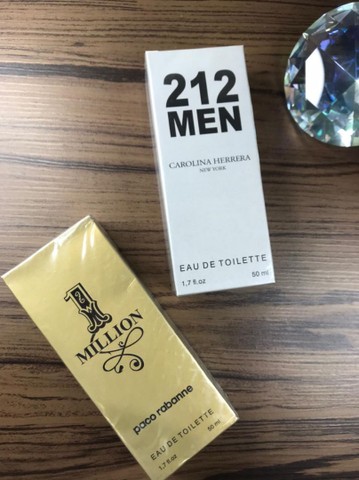 212
MEN
CAROLINA HERRERA
NEW YORK
EAU DE TOILETTE
1,7 fl.oz 50 ml
1
MILLION
paco rabanne
EAU DE TOILETTE
1,7 fl.oz 50 ml